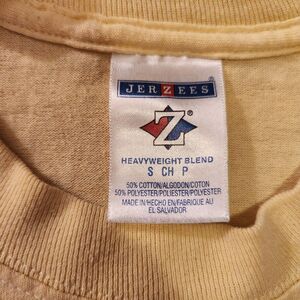 JERZEES®
Z®
HEAVYWEIGHT BLEND
S CH P
50% COTTON/ALGODON/COTON
50% POLYESTER/POLIESTER/POLYESTER
MADE IN/HECHO EN/FABRIQUE AU
EL SALVADOR